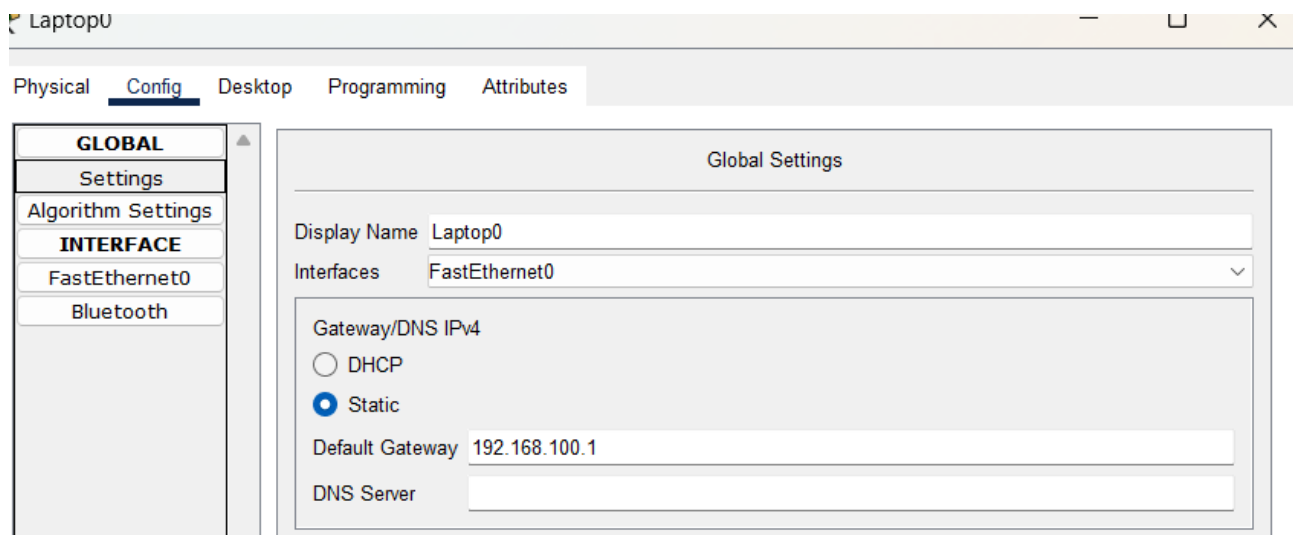 Laptop0
Physical Config Desktop Programming Attributes
GLOBAL
Settings
Algorithm Settings
INTERFACE
FastEthernet0
Bluetooth
Global Settings
Display Name Laptop0
Interfaces FastEthernet0
Gateway/DNS IPv4
DHCP
Static
Default Gateway 192.168.100.1
DNS Server